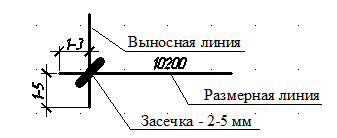 Выносная линия
1-3
10200
1-5
Размерная линия
Засечка - 2-5 мм